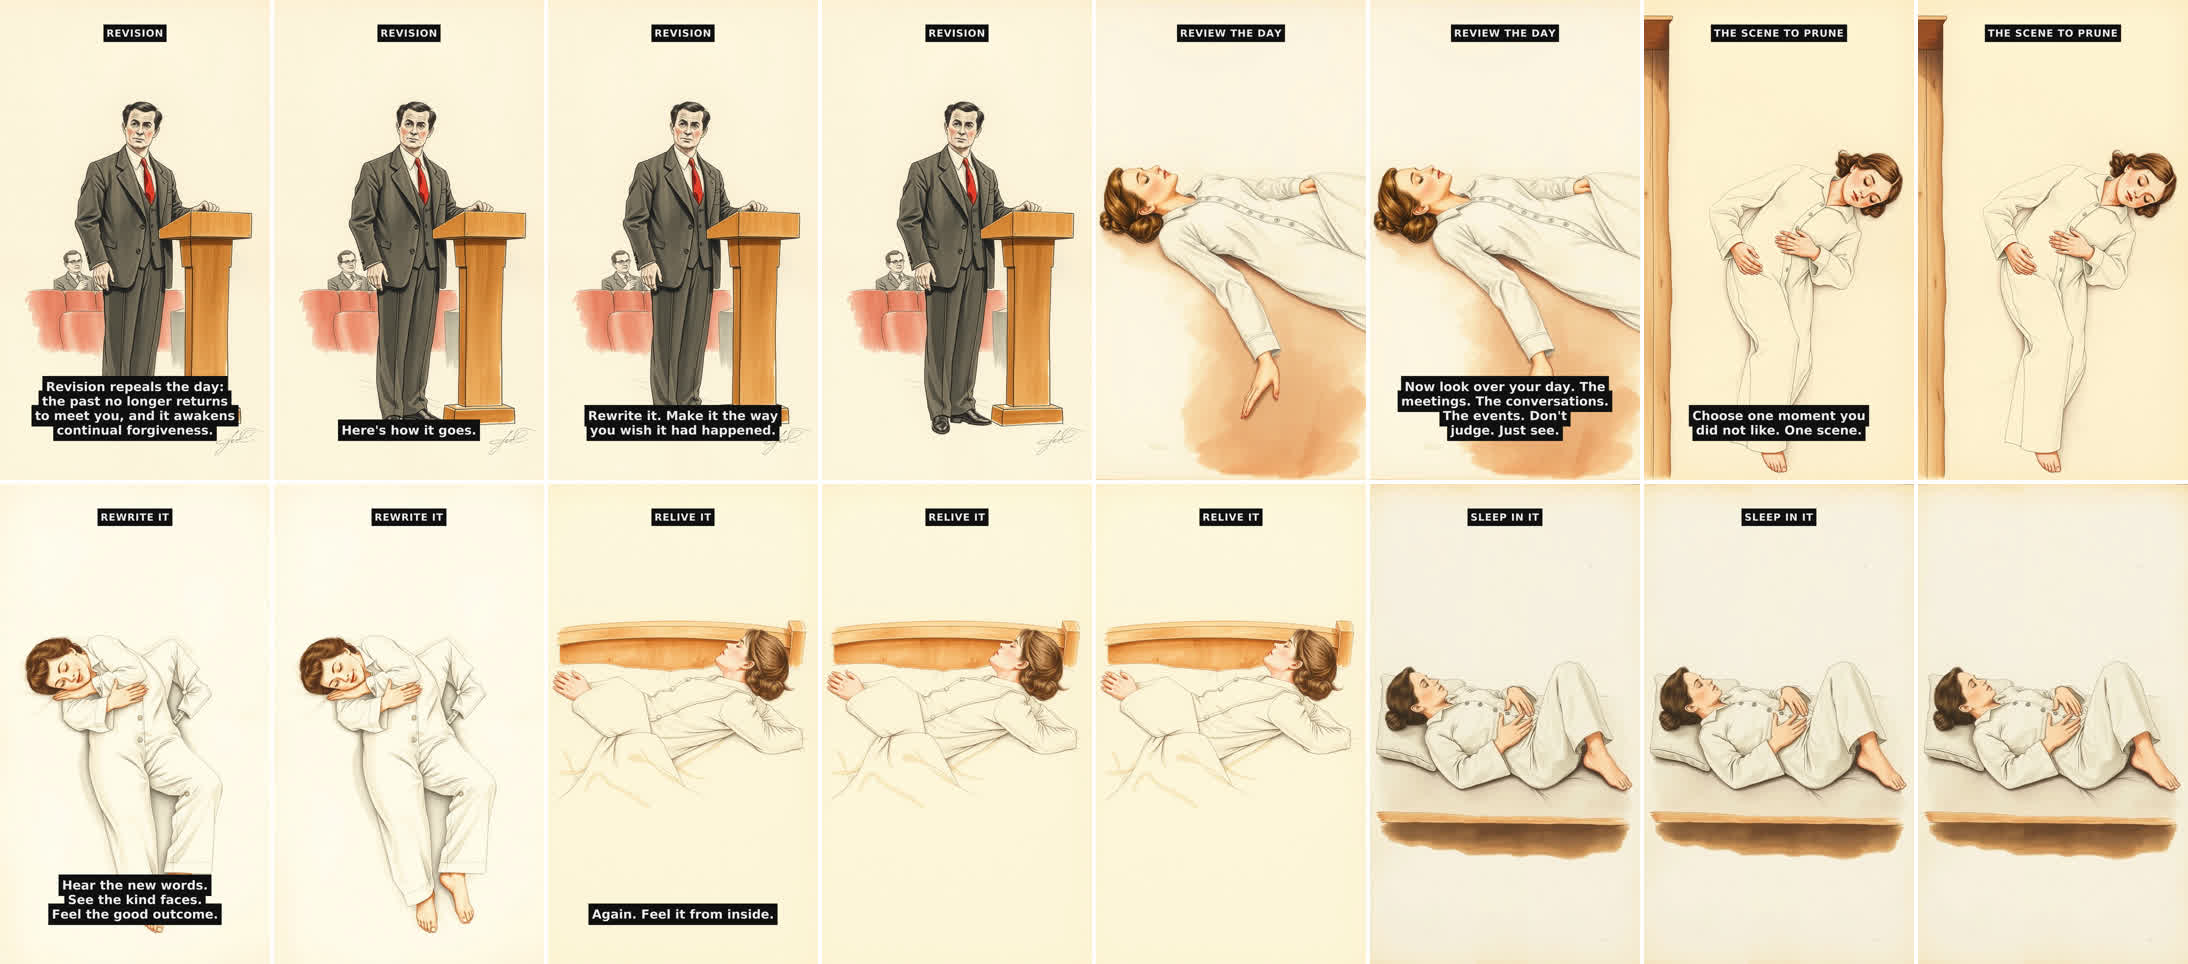 REVISION
Revision repeals the day:
the past no longer returns
to meet you, and it awakens
continual forgiveness.
REVISION
Here's how it goes.
REVISION
Rewrite it. Make it the way
you wish it had happened.
REVISION
REVIEW THE DAY
REVIEW THE DAY
Now look over your day. The
meetings. The conversations.
The events. Don't
judge. Just see.
THE SCENE TO PRUNE
Choose one moment you
did not like. One scene.
THE SCENE TO PRUNE
REWRITE IT
Hear the new words.
See the kind faces.
Feel the good outcome.
REWRITE IT
RELIVE IT
Again. Feel it from inside.
RELIVE IT
RELIVE IT
SLEEP IN IT
SLEEP IN IT